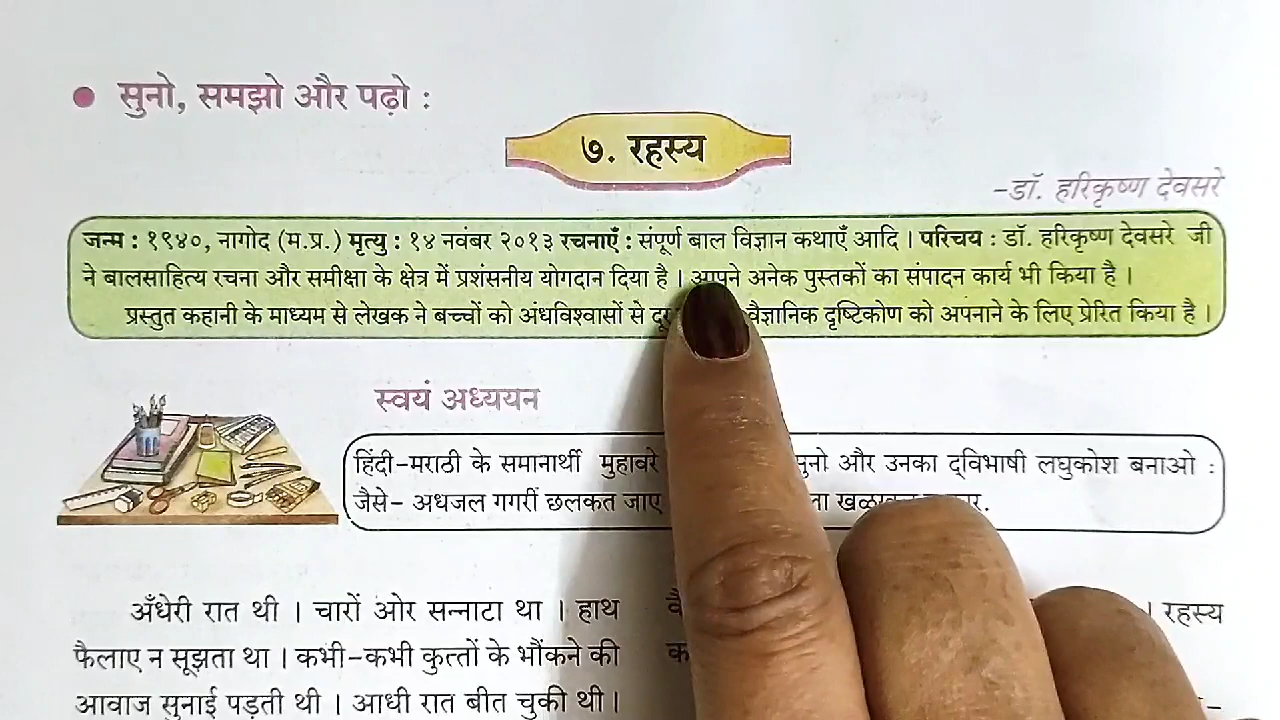 ● सुनो, समझो और पढ़ो :
७. रहस्य
-डॉ. हरिकृष्ण देवसरे
जन्म : १९४०, नागोद (म.प्र.) मृत्यु : १४ नवंबर २०१३ रचनाएँ : संपूर्ण बाल विज्ञान कथाएँ आदि । परिचय : डॉ. हरिकृष्ण देवसरे जी
ने बालसाहित्य रचना और समीक्षा के क्षेत्र में प्रशंसनीय योगदान दिया है । आपने अनेक पुस्तकों का संपादन कार्य भी किया है ।
प्रस्तुत कहानी के माध्यम से लेखक ने बच्चों को अंधविश्वासों से वैज्ञानिक दृष्टिकोण को अपनाने के लिए प्रेरित किया है ।
स्वयं अध्ययन
हिंदी-मराठी के समानार्थी मुहावरे सुनो और उनका द्विभाषी लघुकोश बनाओ :
जैसे- अधजल गगरीं छलकत जाए
अँधेरी रात थी । चारों ओर सन्नाटा था । हाथ
फैलाए न सूझता था । कभी-कभी कुत्तों के भौंकने की
आवाज सुनाई पड़ती थी । आधी रात बीत चुकी थी ।
। रहस्य